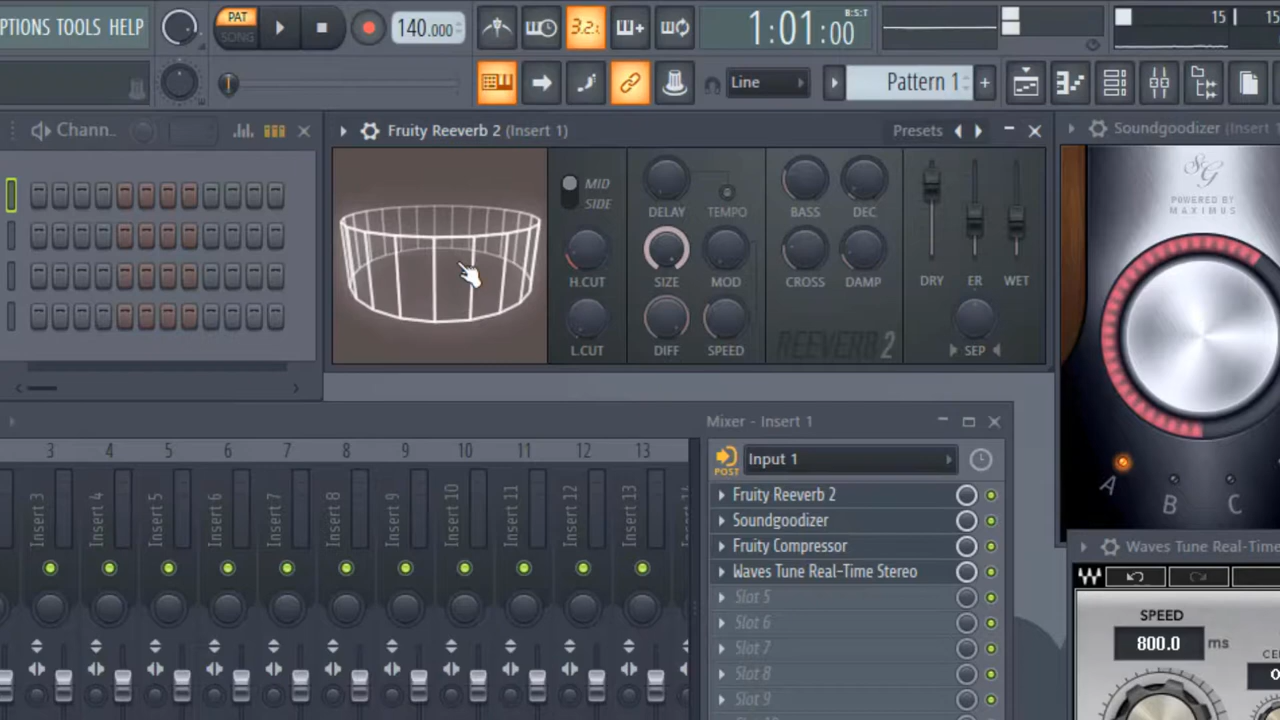 PTIONS TOOLS HELP
PAT
SONG
140.000
3.2.
1:01:00
B:S:T
15
15
Line
Pattern 1
+
Chann..
Fruity Reeverb 2 (Insert 1)
Presets
Soundgoodizer (Insert 1
MID
SIDE
H.CUT
L.CUT
DELAY
TEMPO
SIZE
MOD
DIFF
SPEED
BASS
DEC
CROSS
DAMP
REEVERB 2
DRY
ER
WET
SEP
SG
POWERED BY
MAXIMUS
A
B
C
Mixer - Insert 1
3 4 5 6 7 8 9 10 11 12 13
Insert 3
Insert 4
Insert 5
Insert 6
Insert 7
Insert 8
Insert 9
Insert 10
Insert 11
Insert 12
Insert 13
POST
Input 1
Fruity Reeverb 2
Soundgoodizer
Fruity Compressor
Waves Tune Real-Time Stereo
Slot 5
Slot 6
Slot 7
Slot 8
Slot 9
Waves Tune Real-Time
SPEED
800.0 ms